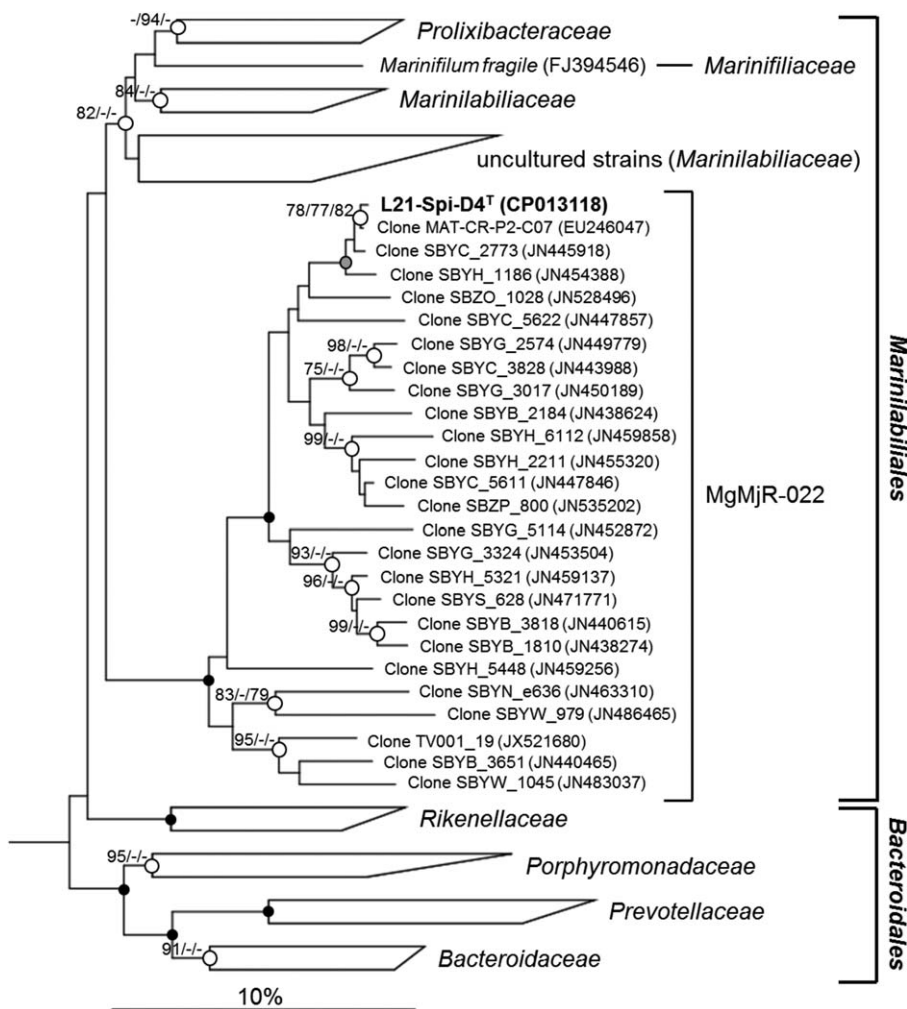 -/94/-
Prolixibacteraceae
Marinifilum fragile (FJ394546)
Marinifiliaceae
84/-/-
Marinilabiliaceae
82/-/-
uncultured strains (Marinilabiliaceae)
L21-Spi-D4ᵀ (CP013118)
78/77/82
Clone MAT-CR-P2-C07 (EU246047)
Clone SBYC_2773 (JN445918)
Clone SBYH_1186 (JN454388)
Clone SBZO_1028 (JN528496)
Clone SBYC_5622 (JN447857)
98/-/-
Clone SBYG_2574 (JN449779)
75/-/-
Clone SBYC_3828 (JN443988)
Clone SBYG_3017 (JN450189)
Clone SBYB_2184 (JN438624)
99/-/-
Clone SBYH_6112 (JN459858)
Clone SBYH_2211 (JN455320)
Clone SBYC_5611 (JN447846)
Clone SBZP_800 (JN535202)
MgMjR-022
Marinilabiliales
Clone SBYG_5114 (JN452872)
93/-/-
Clone SBYG_3324 (JN453504)
96/-/-
Clone SBYH_5321 (JN459137)
Clone SBYS_628 (JN471771)
99/-/-
Clone SBYB_3818 (JN440615)
Clone SBYB_1810 (JN438274)
Clone SBYH_5448 (JN459256)
83/-/79
Clone SBYN_e636 (JN463310)
Clone SBYW_979 (JN486465)
95/-/-
Clone TV001_19 (JX521680)
Clone SBYB_3651 (JN440465)
Clone SBYW_1045 (JN483037)
Rikenellaceae
95/-/-
Porphyromonadaceae
Prevotellaceae
91/-/-
Bacteroidaceae
Bacteroidales
10%